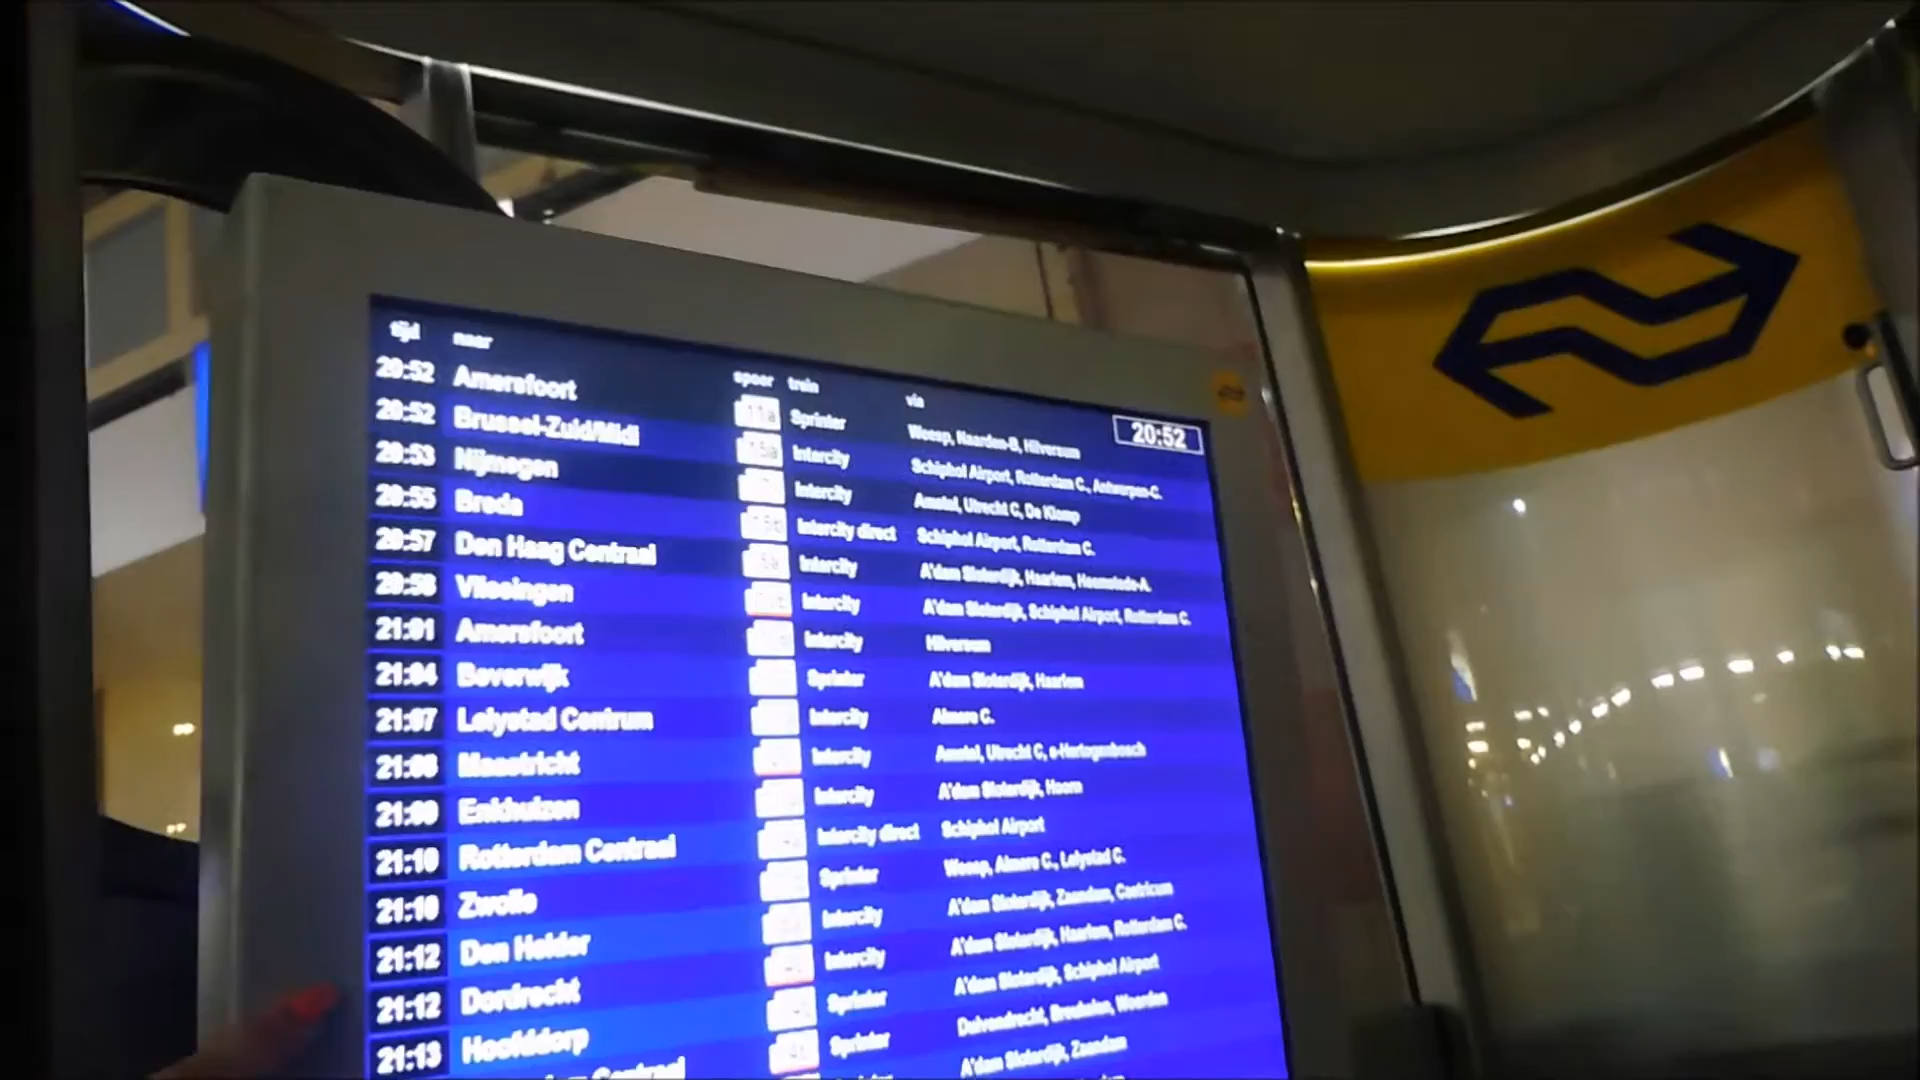 tijd naar spoor trein via
20:52
20:52 Amersfoort 11a Sprinter Weesp, Naarden-B, Hilversum
20:52 Brussel-Zuid/Midi 15a Intercity Schiphol Airport, Rotterdam C., Antwerpen-C.
20:53 Nijmegen Intercity Amstel, Utrecht C, De Klomp
20:55 Breda Intercity direct Schiphol Airport, Rotterdam C.
20:57 Den Haag Centraal Intercity A'dam Sloterdijk, Haarlem, Heemstede-A.
20:58 Vlissingen Intercity A'dam Sloterdijk, Schiphol Airport, Rotterdam C.
21:01 Amersfoort Intercity Hilversum
21:04 Beverwijk Sprinter A'dam Sloterdijk, Haarlem
21:07 Lelystad Centrum Intercity Almere C.
21:08 Maastricht Intercity Amstel, Utrecht C, s-Hertogenbosch
21:09 Enkhuizen Intercity A'dam Sloterdijk, Hoorn
21:10 Rotterdam Centraal Intercity direct Schiphol Airport
21:10 Zwolle Sprinter Weesp, Almere C., Lelystad C.
21:12 Den Helder Intercity A'dam Sloterdijk, Zaandam, Castricum
21:12 Dordrecht Intercity A'dam Sloterdijk, Haarlem, Rotterdam C.
21:13 Hoofddorp Sprinter A'dam Sloterdijk, Schiphol Airport
Centraal Sprinter Duivendrecht, Breukelen, Woerden
Sprinter A'dam Sloterdijk, Zaandam